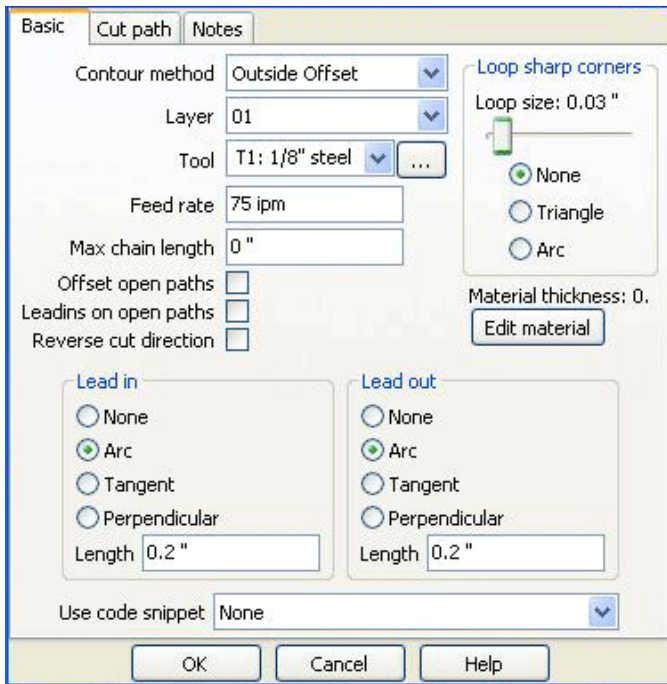 Basic Cut path Notes
Contour method Outside Offset
Layer 01
Tool T1: 1/8" steel ...
Feed rate 75 ipm
Max chain length 0 "
Offset open paths
Leadins on open paths
Reverse cut direction
Loop sharp corners
Loop size: 0.03 "
None
Triangle
Arc
Material thickness: 0.
Edit material
Lead in
None
Arc
Tangent
Perpendicular
Length 0.2 "
Lead out
None
Arc
Tangent
Perpendicular
Length 0.2 "
Use code snippet None
OK Cancel Help